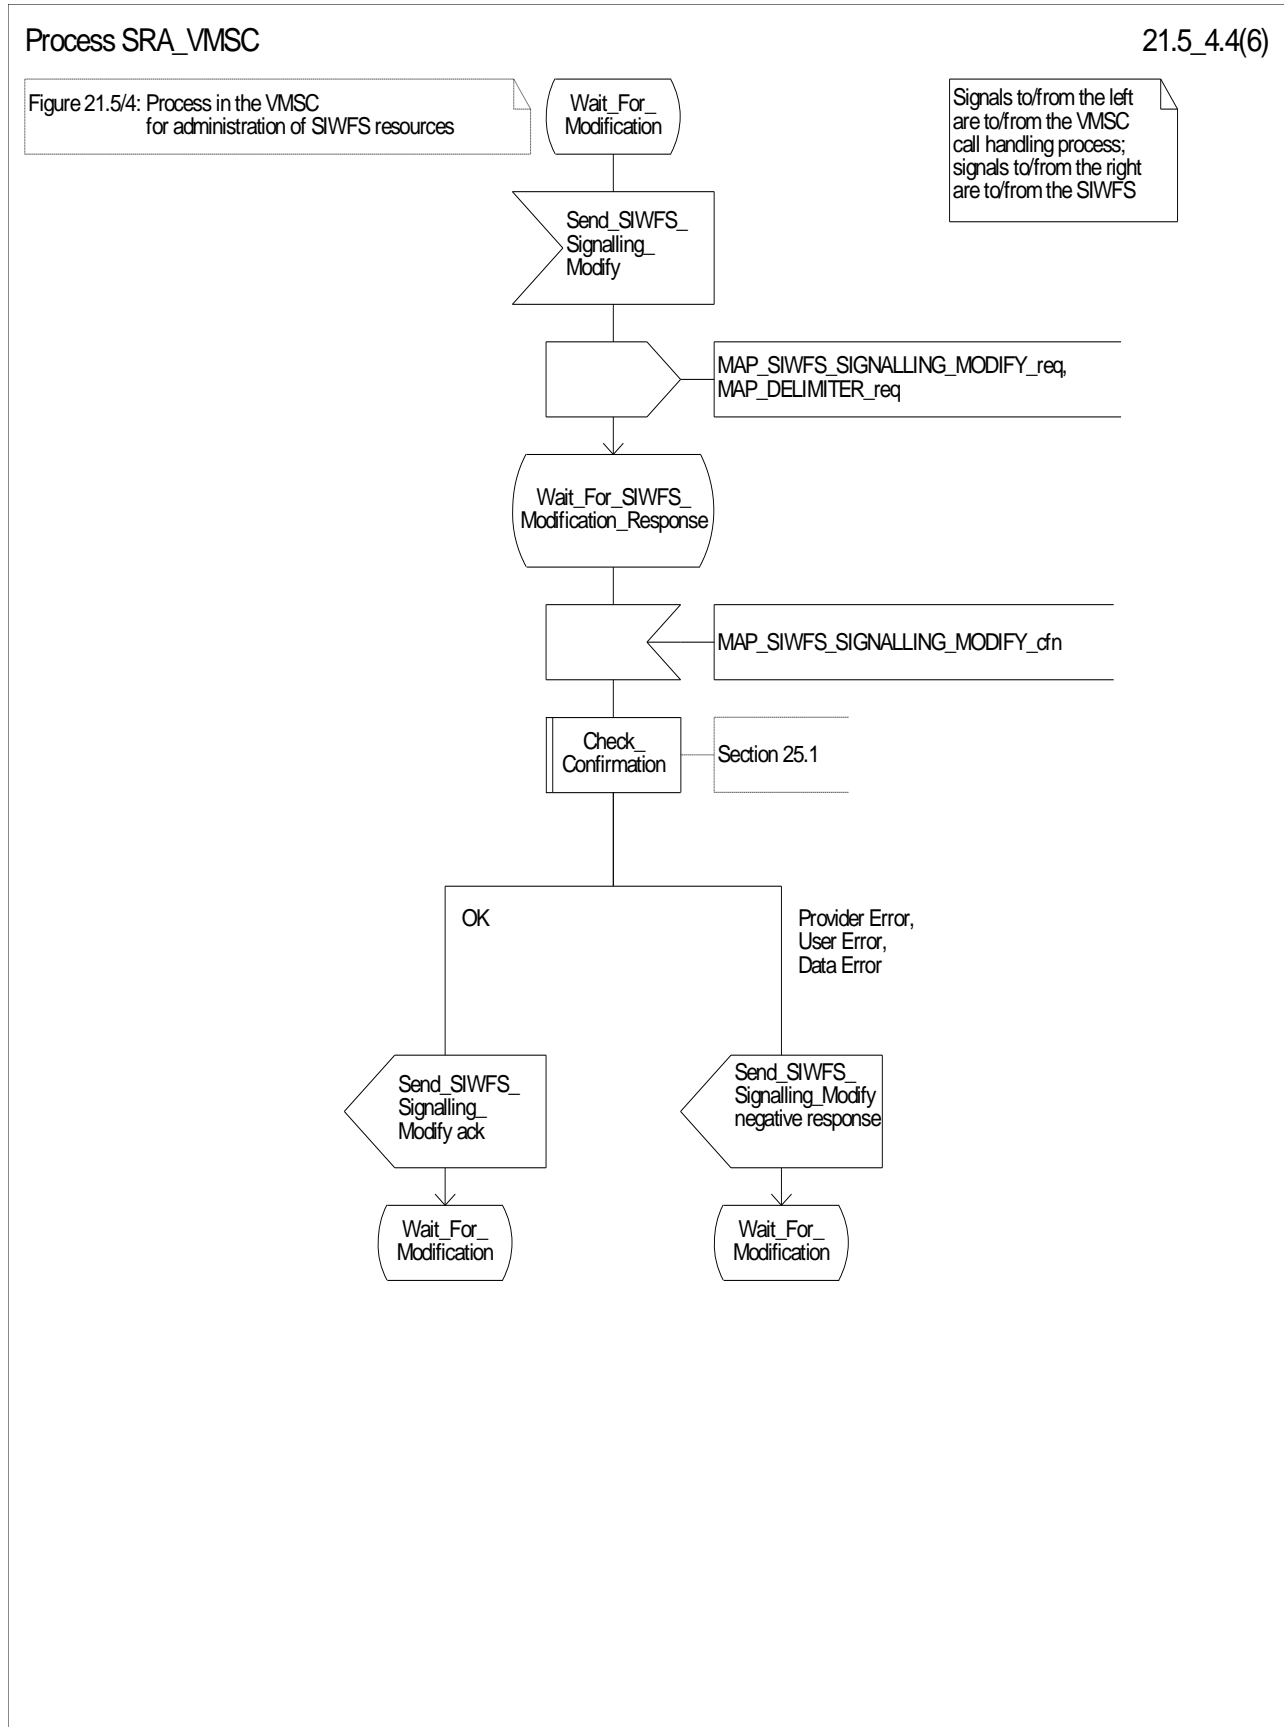 Process SRA_VMSC
21.5_4.4(6)
Figure 21.5/4: Process in the VMSC
for administration of SIWFS resources
Wait_For_
Modification
Signals to/from the left
are to/from the VMSC
call handling process;
signals to/from the right
are to/from the SIWFS
Send_SIWFS_
Signalling_
Modify
MAP_SIWFS_SIGNALLING_MODIFY_req,
MAP_DELIMITER_req
Wait_For_SIWFS_
Modification_Response
MAP_SIWFS_SIGNALLING_MODIFY_cfn
Check_
Confirmation
Section 25.1
OK
Provider Error,
User Error,
Data Error
Send_SIWFS_
Signalling_
Modify ack
Send_SIWFS_
Signalling_Modify
negative response
Wait_For_
Modification
Wait_For_
Modification